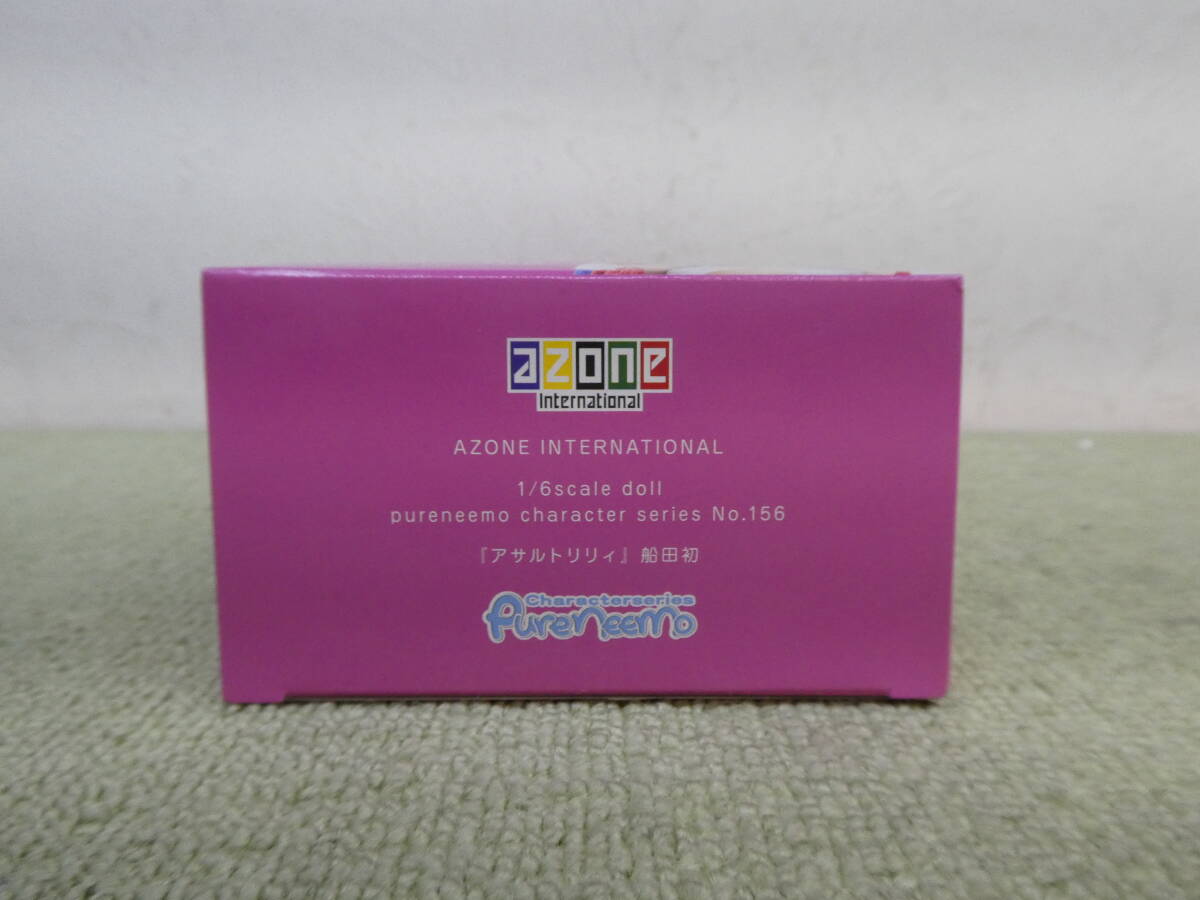 azone
International
AZONE INTERNATIONAL
1/6scale doll
pureneemo character series No.156
『アサルトリリィ』船田初
Characterseries
PureNeemo